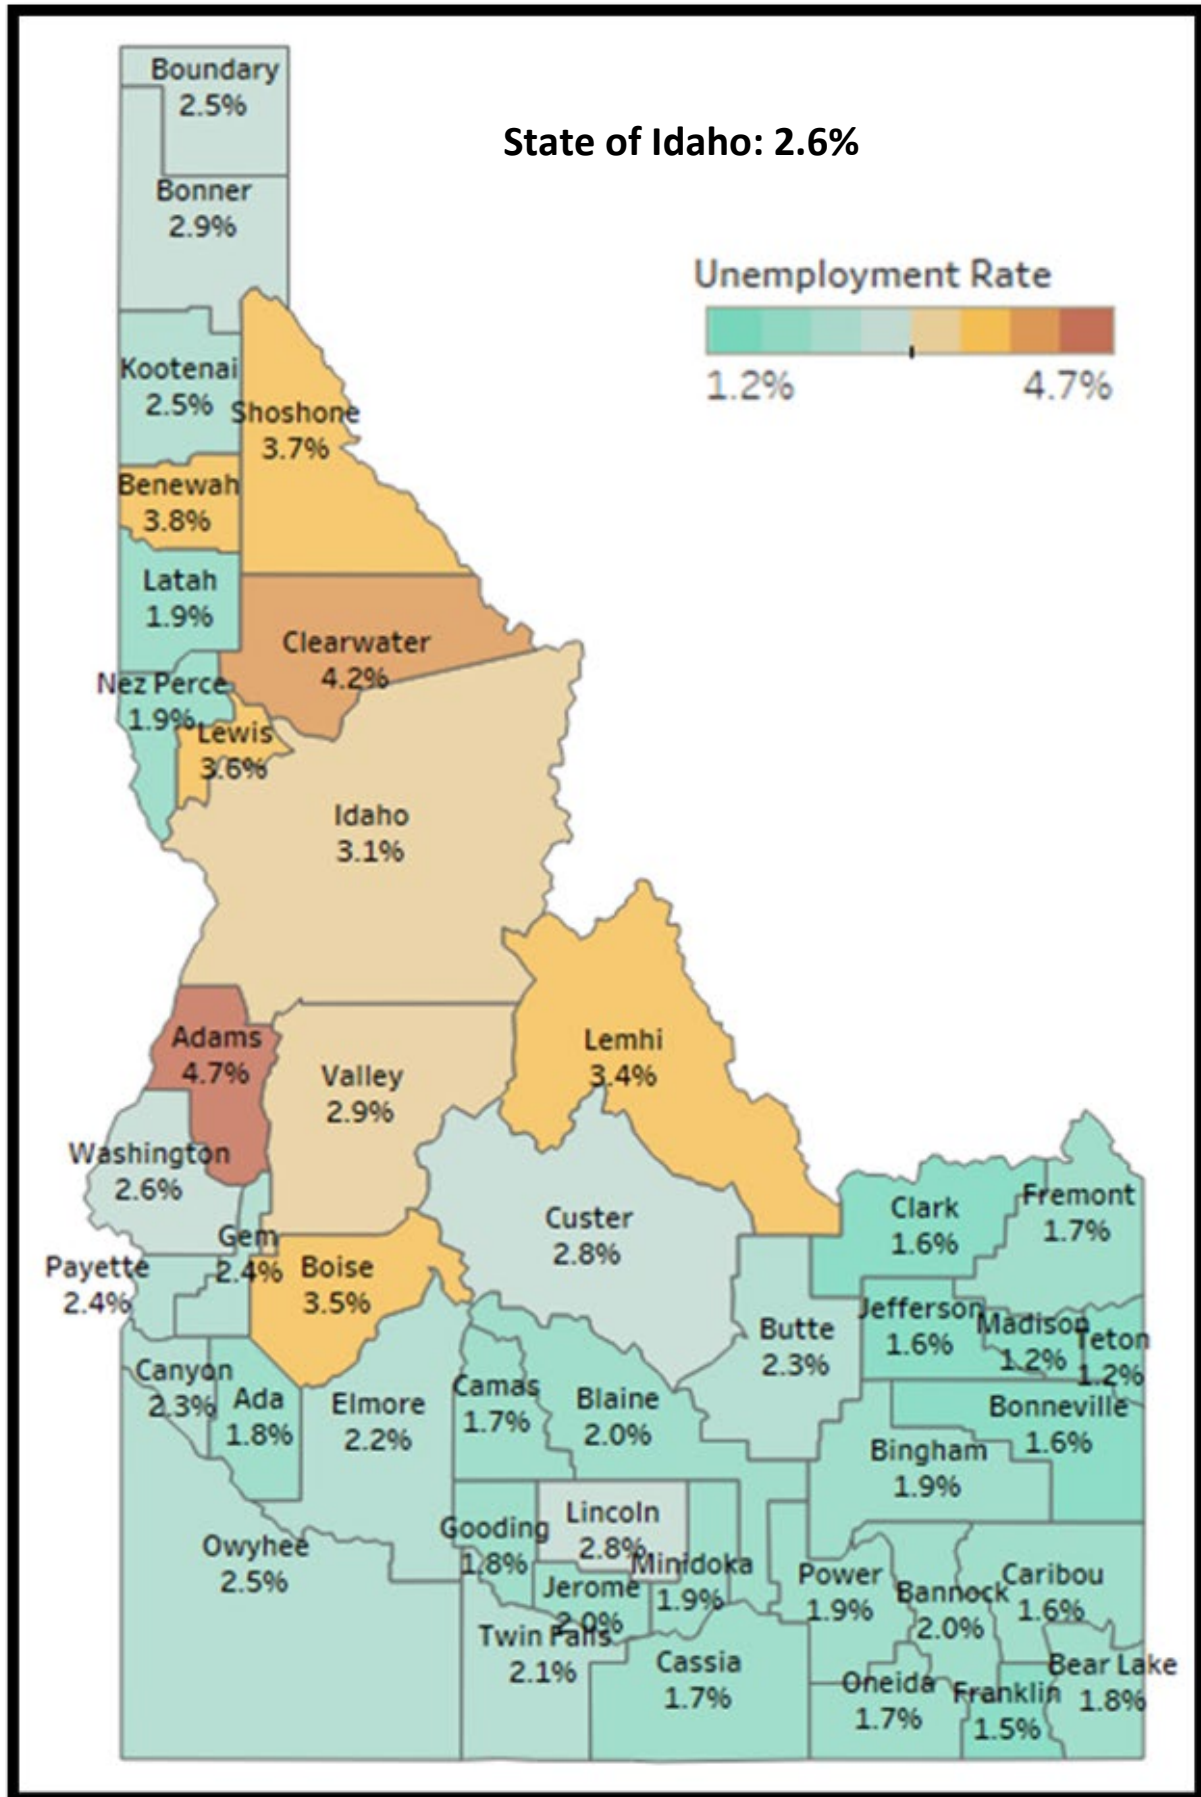 Boundary
2.5%
State of Idaho: 2.6%
Bonner
2.9%
Unemployment Rate
1.2% 4.7%
Kootenai
2.5%
Shoshone
3.7%
Benewah
3.8%
Latah
1.9%
Clearwater
4.2%
Nez Perce
1.9%
Lewis
3.6%
Idaho
3.1%
Adams
4.7%
Lemhi
3.4%
Valley
2.9%
Washington
2.6%
Custer
2.8%
Clark
1.6%
Fremont
1.7%
Gem
2.4%
Payette
2.4%
Boise
3.5%
Butte
2.3%
Jefferson
1.6%
Madison
1.2%
Teton
1.2%
Canyon
2.3%
Ada
1.8%
Elmore
2.2%
Camas
1.7%
Blaine
2.0%
Bonneville
1.6%
Bingham
1.9%
Owyhee
2.5%
Gooding
1.8%
Lincoln
2.8%
Minidoka
1.9%
Jerome
2.0%
Power
1.9%
Bannock
2.0%
Caribou
1.6%
Twin Falls
2.1%
Cassia
1.7%
Oneida
1.7%
Franklin
1.5%
Bear Lake
1.8%